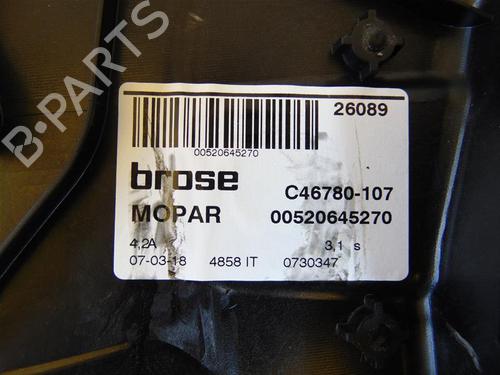 B-PARTS
26089
00520645270
brose
C46780-107
MOPAR 00520645270
4,2A 3,1 s
07-03-18 4858 IT 0730347